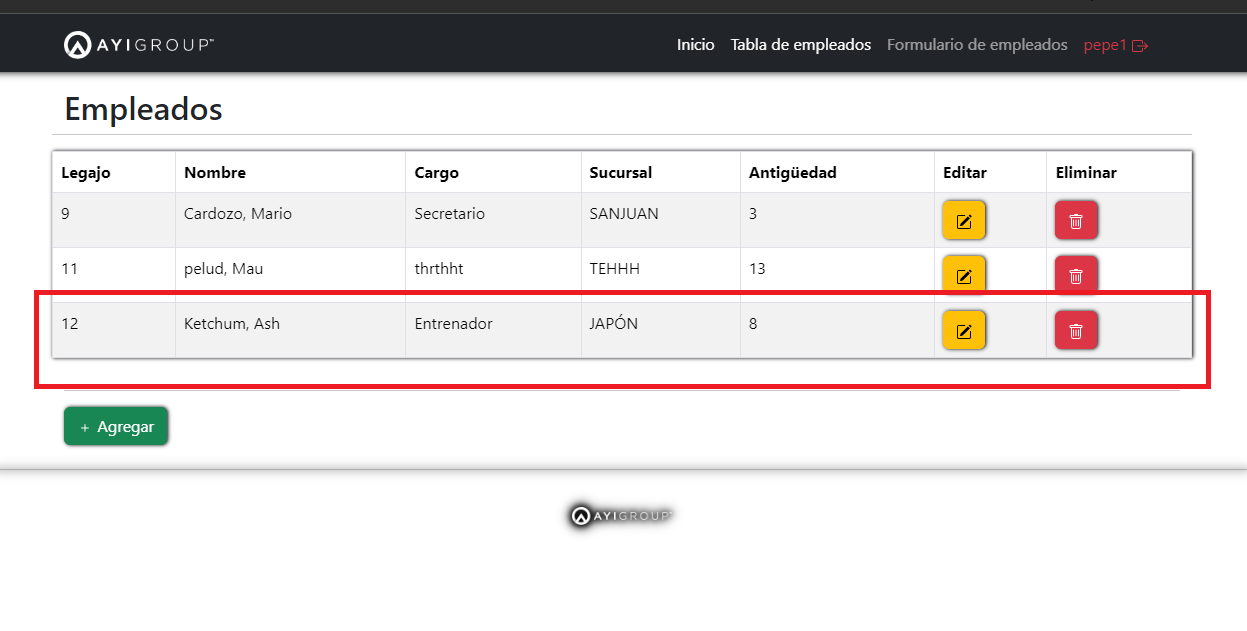 AYIGROUP™ Inicio Tabla de empleados Formulario de empleados pepe1
Empleados
Legajo Nombre Cargo Sucursal Antigüedad Editar Eliminar
9 Cardozo, Mario Secretario SANJUAN 3
11 pelud, Mau thrthht TEHHH 13
12 Ketchum, Ash Entrenador JAPÓN 8
+ Agregar
AYIGROUP™